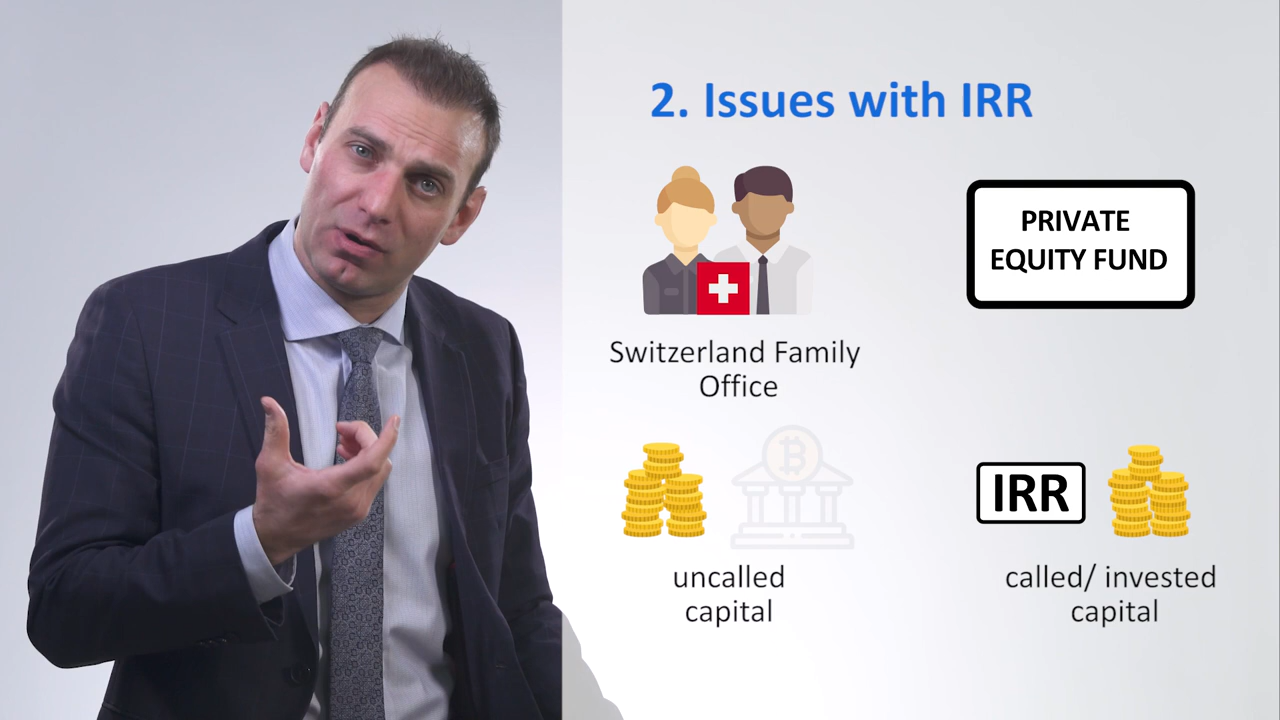 2. Issues with IRR
PRIVATE
EQUITY FUND
Switzerland Family
Office
IRR
uncalled
capital
called/ invested
capital